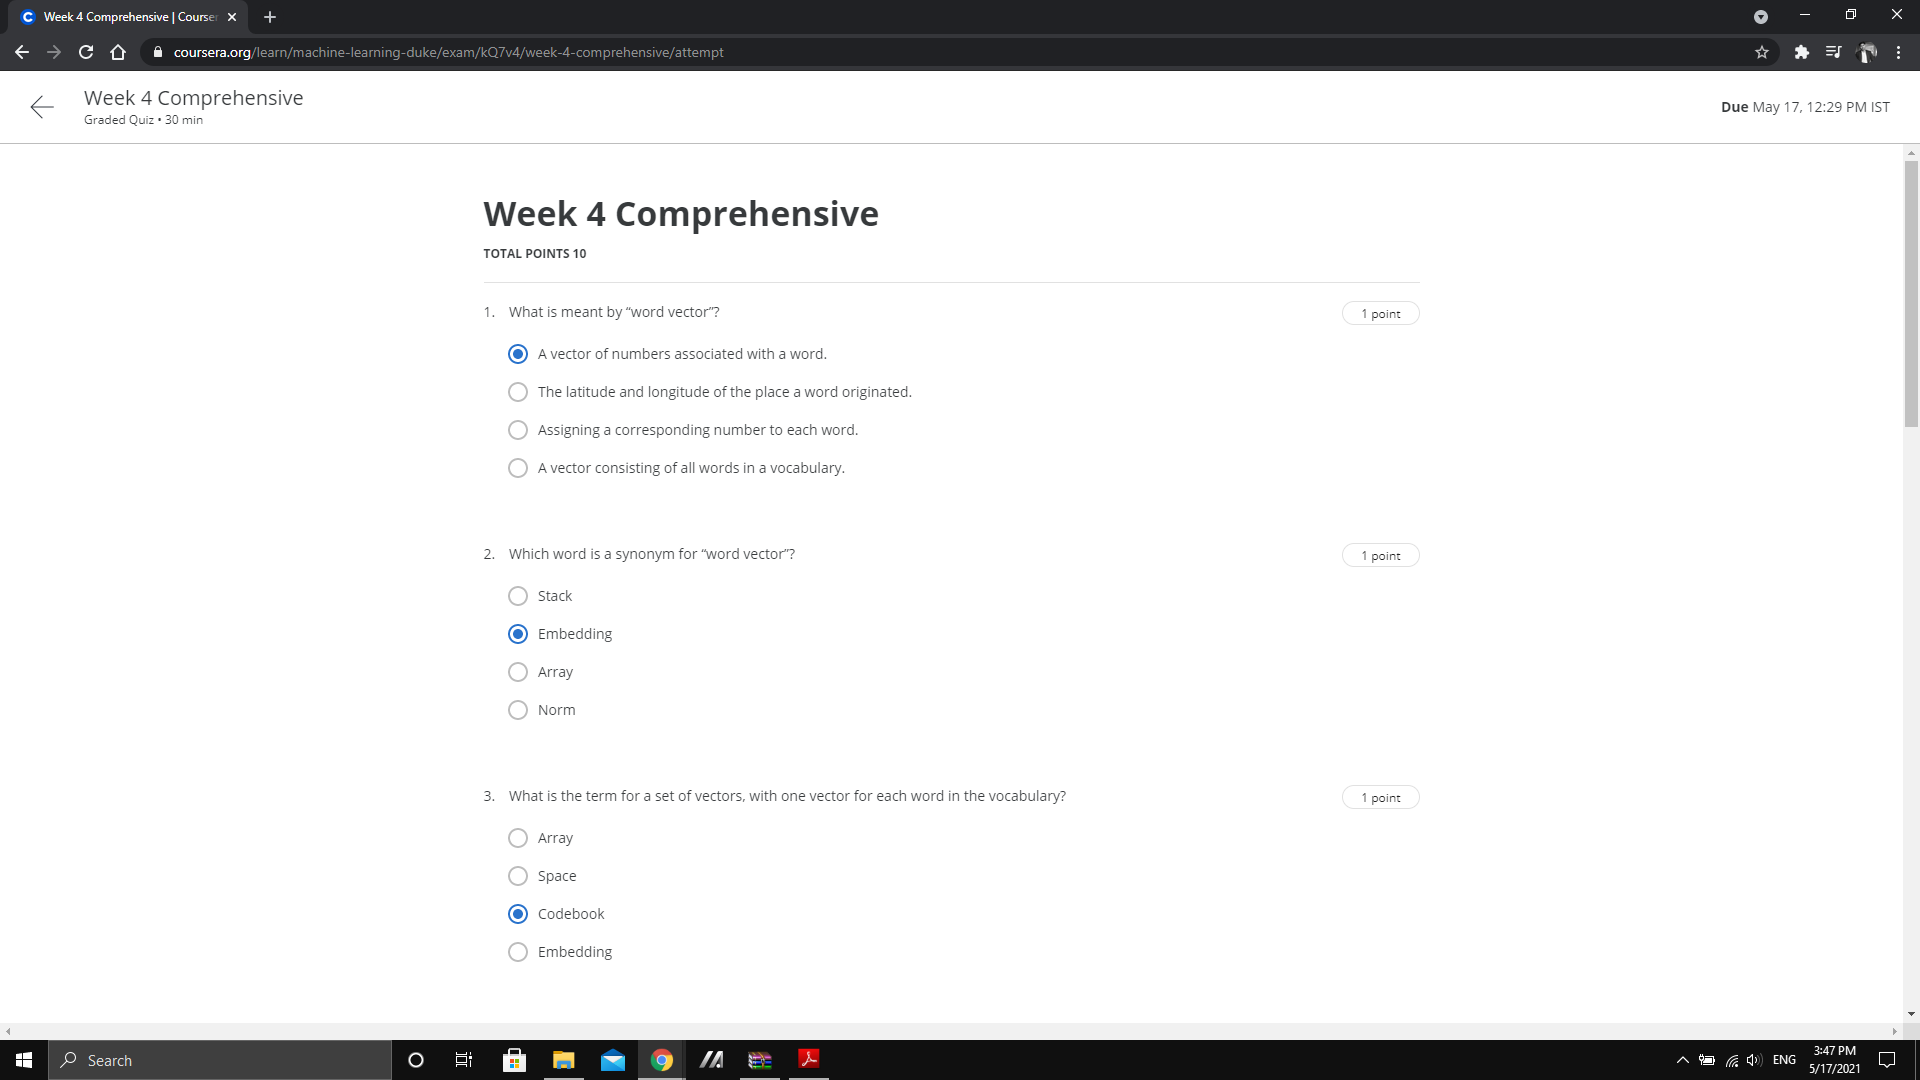 Week 4 Comprehensive | Courser
coursera.org/learn/machine-learning-duke/exam/kQ7v4/week-4-comprehensive/attempt
Week 4 Comprehensive
Graded Quiz • 30 min
Due May 17, 12:29 PM IST
Week 4 Comprehensive
TOTAL POINTS 10
1. What is meant by “word vector”?
1 point
A vector of numbers associated with a word.
The latitude and longitude of the place a word originated.
Assigning a corresponding number to each word.
A vector consisting of all words in a vocabulary.
2. Which word is a synonym for “word vector”?
1 point
Stack
Embedding
Array
Norm
3. What is the term for a set of vectors, with one vector for each word in the vocabulary?
1 point
Array
Space
Codebook
Embedding
Search
ENG
3:47 PM
5/17/2021